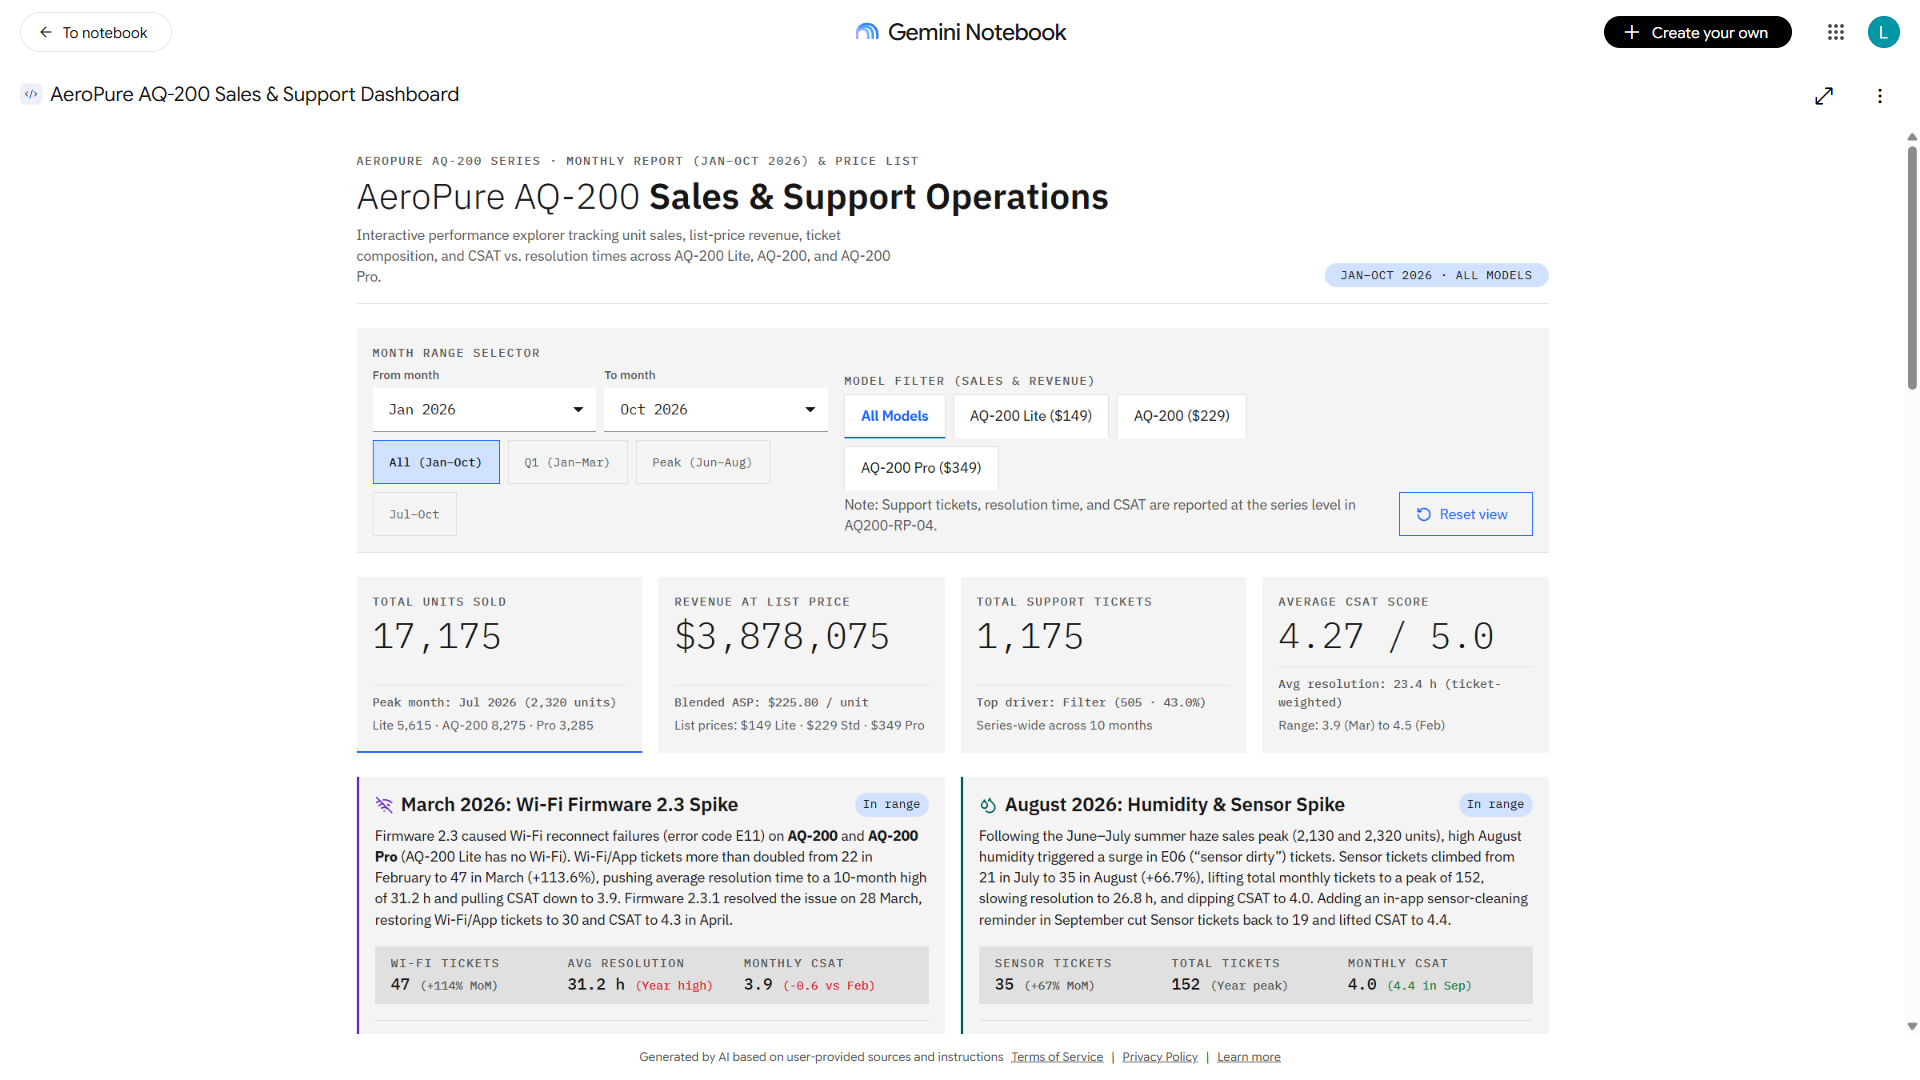 To notebook
Gemini Notebook
Create your own
L
</> AeroPure AQ-200 Sales & Support Dashboard
AEROPURE AQ-200 SERIES · MONTHLY REPORT (JAN–OCT 2026) & PRICE LIST
AeroPure AQ-200 Sales & Support Operations
Interactive performance explorer tracking unit sales, list-price revenue, ticket
composition, and CSAT vs. resolution times across AQ-200 Lite, AQ-200, and AQ-200
Pro.
JAN–OCT 2026 · ALL MODELS
MONTH RANGE SELECTOR
From month
To month
Jan 2026
Oct 2026
All (Jan–Oct)
Q1 (Jan–Mar)
Peak (Jun–Aug)
Jul–Oct
MODEL FILTER (SALES & REVENUE)
All Models
AQ-200 Lite ($149)
AQ-200 ($229)
AQ-200 Pro ($349)
Note: Support tickets, resolution time, and CSAT are reported at the series level in
AQ200-RP-04.
Reset view
TOTAL UNITS SOLD
17,175
Peak month: Jul 2026 (2,320 units)
Lite 5,615 · AQ-200 8,275 · Pro 3,285
REVENUE AT LIST PRICE
$3,878,075
Blended ASP: $225.80 / unit
List prices: $149 Lite · $229 Std · $349 Pro
TOTAL SUPPORT TICKETS
1,175
Top driver: Filter (505 · 43.0%)
Series-wide across 10 months
AVERAGE CSAT SCORE
4.27 / 5.0
Avg resolution: 23.4 h (ticket-
weighted)
Range: 3.9 (Mar) to 4.5 (Feb)
March 2026: Wi-Fi Firmware 2.3 Spike
In range
Firmware 2.3 caused Wi-Fi reconnect failures (error code E11) on AQ-200 and AQ-200
Pro (AQ-200 Lite has no Wi-Fi). Wi-Fi/App tickets more than doubled from 22 in
February to 47 in March (+113.6%), pushing average resolution time to a 10-month high
of 31.2 h and pulling CSAT down to 3.9. Firmware 2.3.1 resolved the issue on 28 March,
restoring Wi-Fi/App tickets to 30 and CSAT to 4.3 in April.
WI-FI TICKETS
47 (+114% MoM)
AVG RESOLUTION
31.2 h (Year high)
MONTHLY CSAT
3.9 (-0.6 vs Feb)
August 2026: Humidity & Sensor Spike
In range
Following the June–July summer haze sales peak (2,130 and 2,320 units), high August
humidity triggered a surge in E06 (“sensor dirty”) tickets. Sensor tickets climbed from
21 in July to 35 in August (+66.7%), lifting total monthly tickets to a peak of 152,
slowing resolution to 26.8 h, and dipping CSAT to 4.0. Adding an in-app sensor-cleaning
reminder in September cut Sensor tickets back to 19 and lifted CSAT to 4.4.
SENSOR TICKETS
35 (+67% MoM)
TOTAL TICKETS
152 (Year peak)
MONTHLY CSAT
4.0 (4.4 in Sep)
Generated by AI based on user-provided sources and instructions Terms of Service | Privacy Policy | Learn more